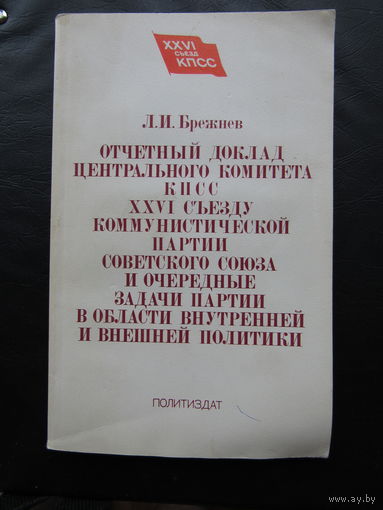 XXVI
СЪЕЗД
КПСС
Л.И. Брежнев
ОТЧЕТНЫЙ ДОКЛАД
ЦЕНТРАЛЬНОГО КОМИТЕТА
КПСС
XXVI СЪЕЗДУ
КОММУНИСТИЧЕСКОЙ
ПАРТИИ
СОВЕТСКОГО СОЮЗА
И ОЧЕРЕДНЫЕ
ЗАДАЧИ ПАРТИИ
В ОБЛАСТИ ВНУТРЕННЕЙ
И ВНЕШНЕЙ ПОЛИТИКИ
ПОЛИТИЗДАТ
© www.ay.by